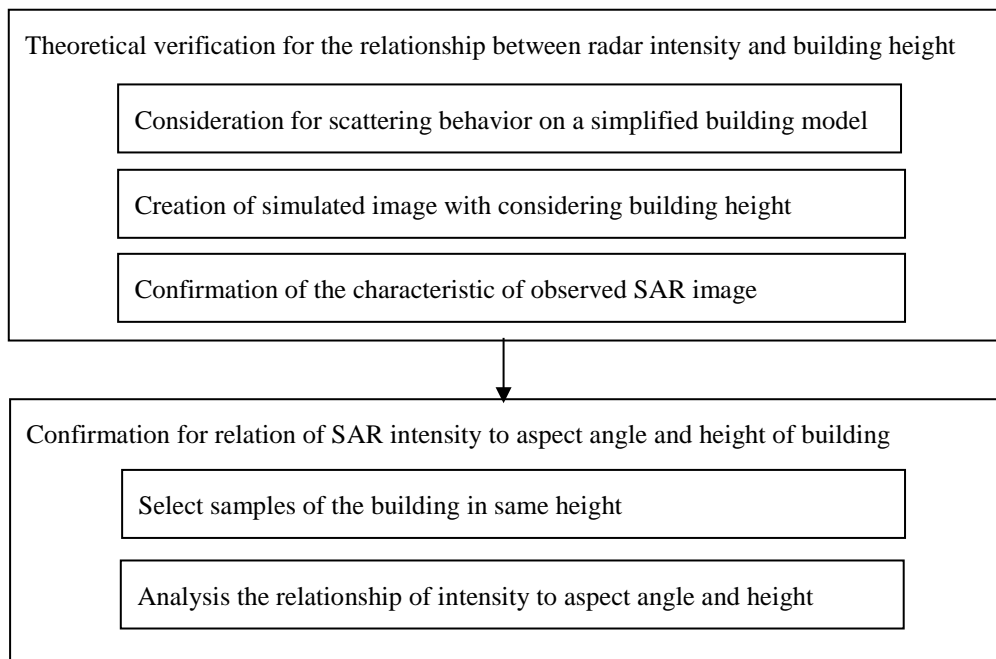 Theoretical verification for the relationship between radar intensity and building height
Consideration for scattering behavior on a simplified building model
Creation of simulated image with considering building height
Confirmation of the characteristic of observed SAR image
Confirmation for relation of SAR intensity to aspect angle and height of building
Select samples of the building in same height
Analysis the relationship of intensity to aspect angle and height